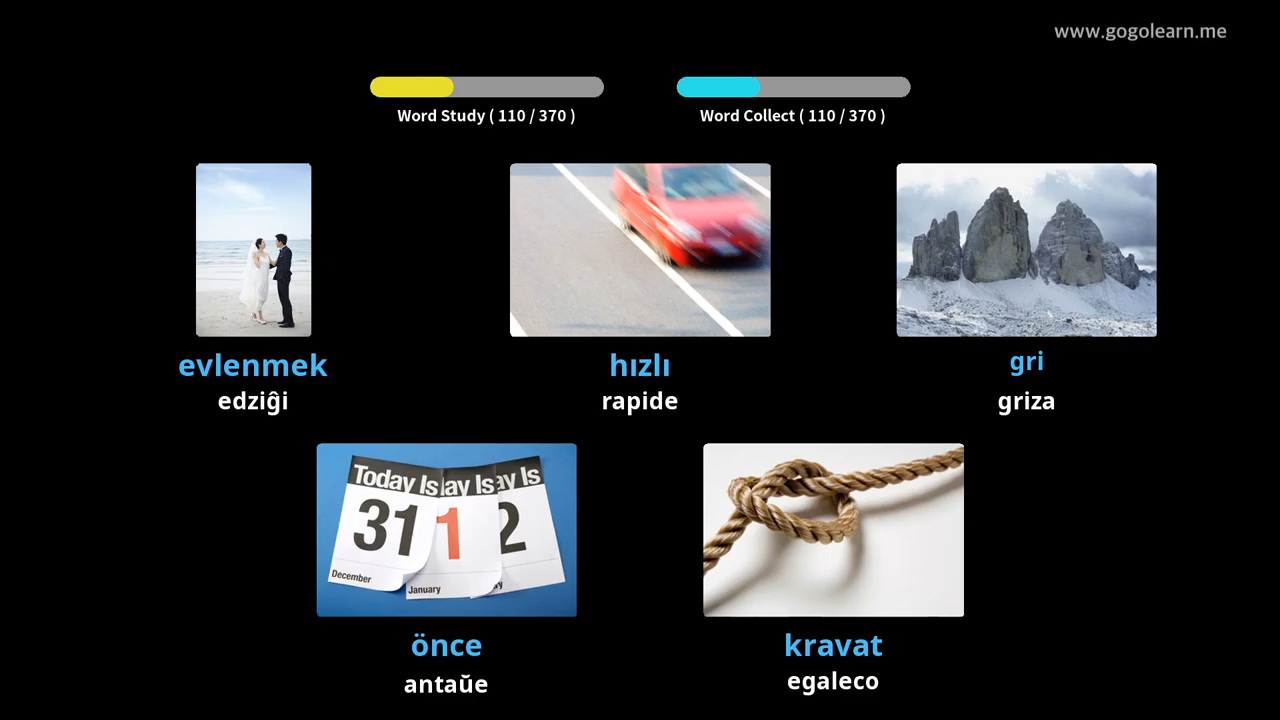 www.gogolearn.me
Word Study ( 110 / 370 )
Word Collect ( 110 / 370 )
evlenmek
edziĝi
hızlı
rapide
gri
griza
Today Is
ay Is
ay Is
31
1
2
December
January
ry
önce
antaŭe
kravat
egaleco